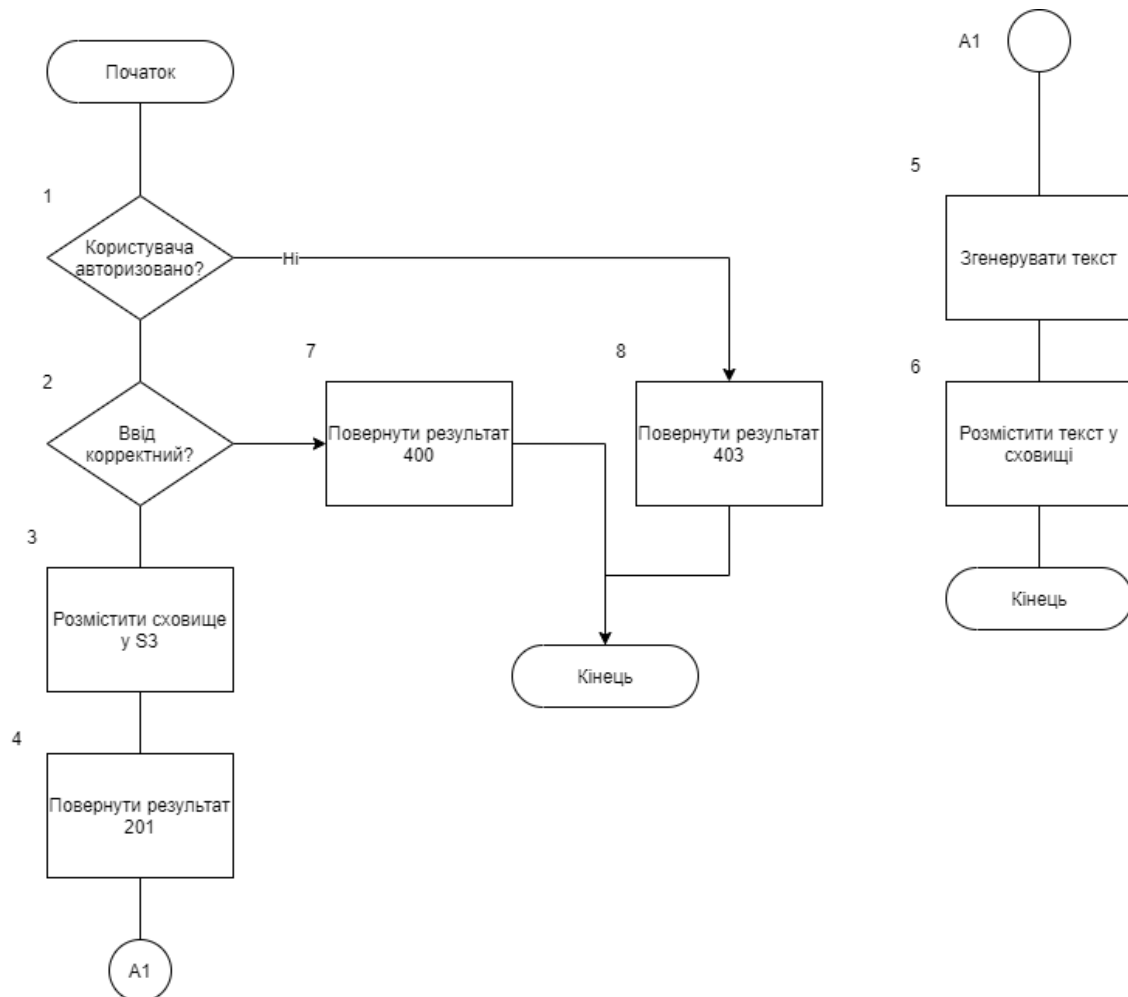 Початок
1
Користувача
авторизовано?
Ні
2
Ввід
корректний?
7
Повернути результат
400
8
Повернути результат
403
3
Розмістити сховище
у S3
Кінець
4
Повернути результат
201
A1
A1
5
Згенерувати текст
6
Розмістити текст у
сховищі
Кінець